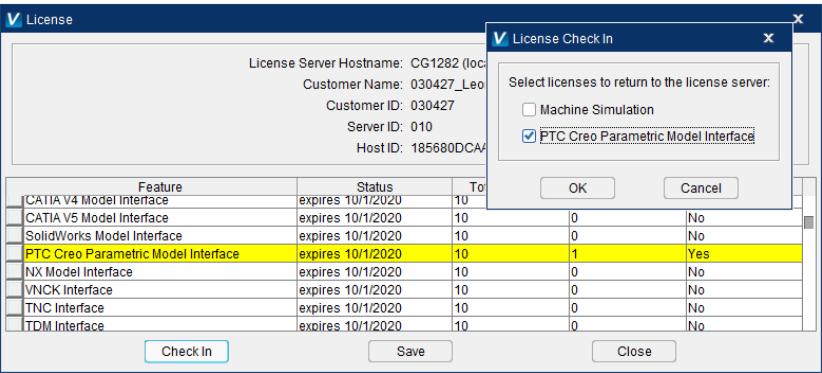 License
License Server Hostname: CG1282
Customer Name:
Customer ID: 030427
Server ID: 010
Host ID:
Feature Status
CATIA V4 Model Interface expires 10/1/2020 10
CATIA V5 Model Interface expires 10/1/2020 10 0 No
SolidWorks Model Interface expires 10/1/2020 10 0 No
PTC Creo Parametric Model Interface expires 10/1/2020 10 1 Yes
NX Model Interface expires 10/1/2020 10 0 No
VNCK Interface expires 10/1/2020 10 0 No
TNC Interface expires 10/1/2020 10 0 No
TDM Interface expires 10/1/2020 10 0 No
Check In Save Close
License Check In
Select licenses to return to the license server:
Machine Simulation
PTC Creo Parametric Model Interface
OK Cancel